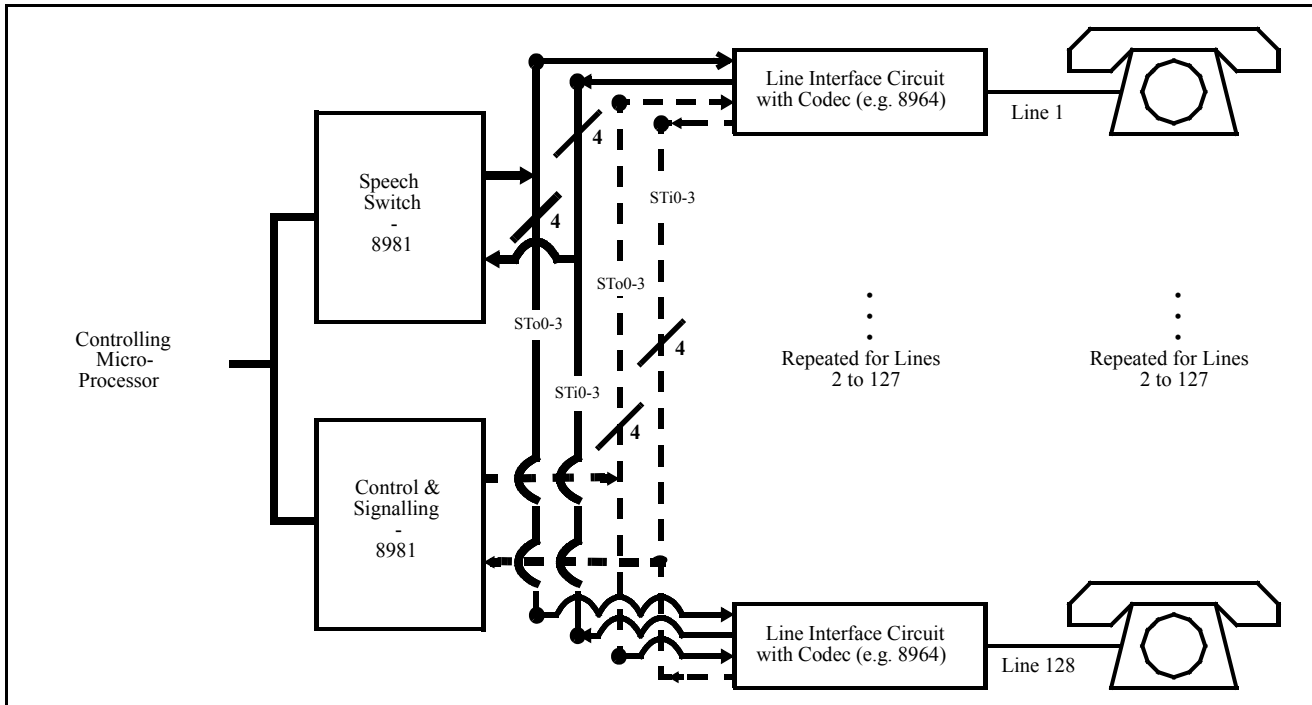 Line Interface Circuit
with Codec (e.g. 8964)
Line 1
4
Speech
Switch
-
8981
4
STi0-3
STo0-3
STo0-3
Controlling
Micro-
Processor
4
.
.
.
Repeated for Lines
2 to 127
.
.
.
Repeated for Lines
2 to 127
STi0-3
4
Control &
Signalling
-
8981
Line Interface Circuit
with Codec (e.g. 8964)
Line 128